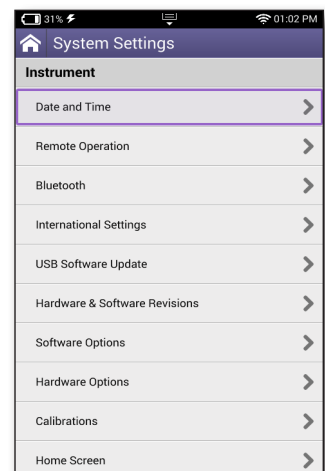 31% 01:02 PM
System Settings
Instrument
Date and Time
Remote Operation
Bluetooth
International Settings
USB Software Update
Hardware & Software Revisions
Software Options
Hardware Options
Calibrations
Home Screen